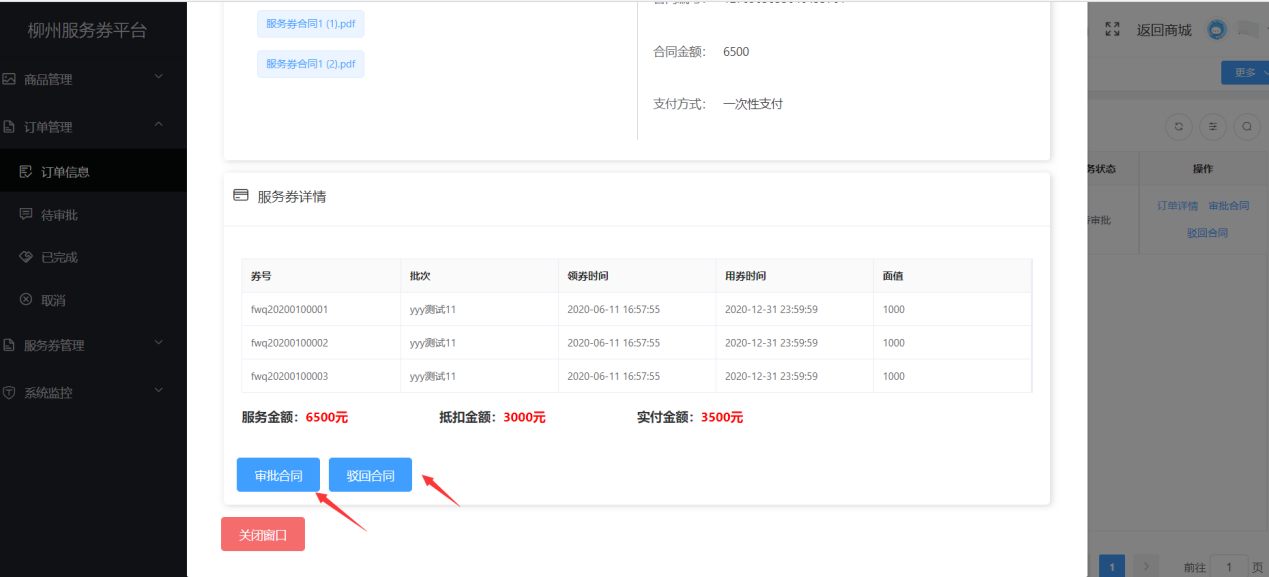 柳州服务券平台
商品管理
订单管理
订单信息
待审批
已完成
取消
服务券管理
系统监控
服务券合同1 (1).pdf
服务券合同1 (2).pdf
合同金额： 6500
支付方式： 一次性支付
服务券详情
券号 批次 领券时间 用券时间 面值
fwq20200100001 yyy测试11 2020-06-11 16:57:55 2020-12-31 23:59:59 1000
fwq20200100002 yyy测试11 2020-06-11 16:57:55 2020-12-31 23:59:59 1000
fwq20200100003 yyy测试11 2020-06-11 16:57:55 2020-12-31 23:59:59 1000
服务金额：6500元 抵扣金额：3000元 实付金额：3500元
审批合同 驳回合同
关闭窗口
返回商城
更多
务状态 操作
审批 订单详情 审批合同
驳回合同
1 前往 1 页